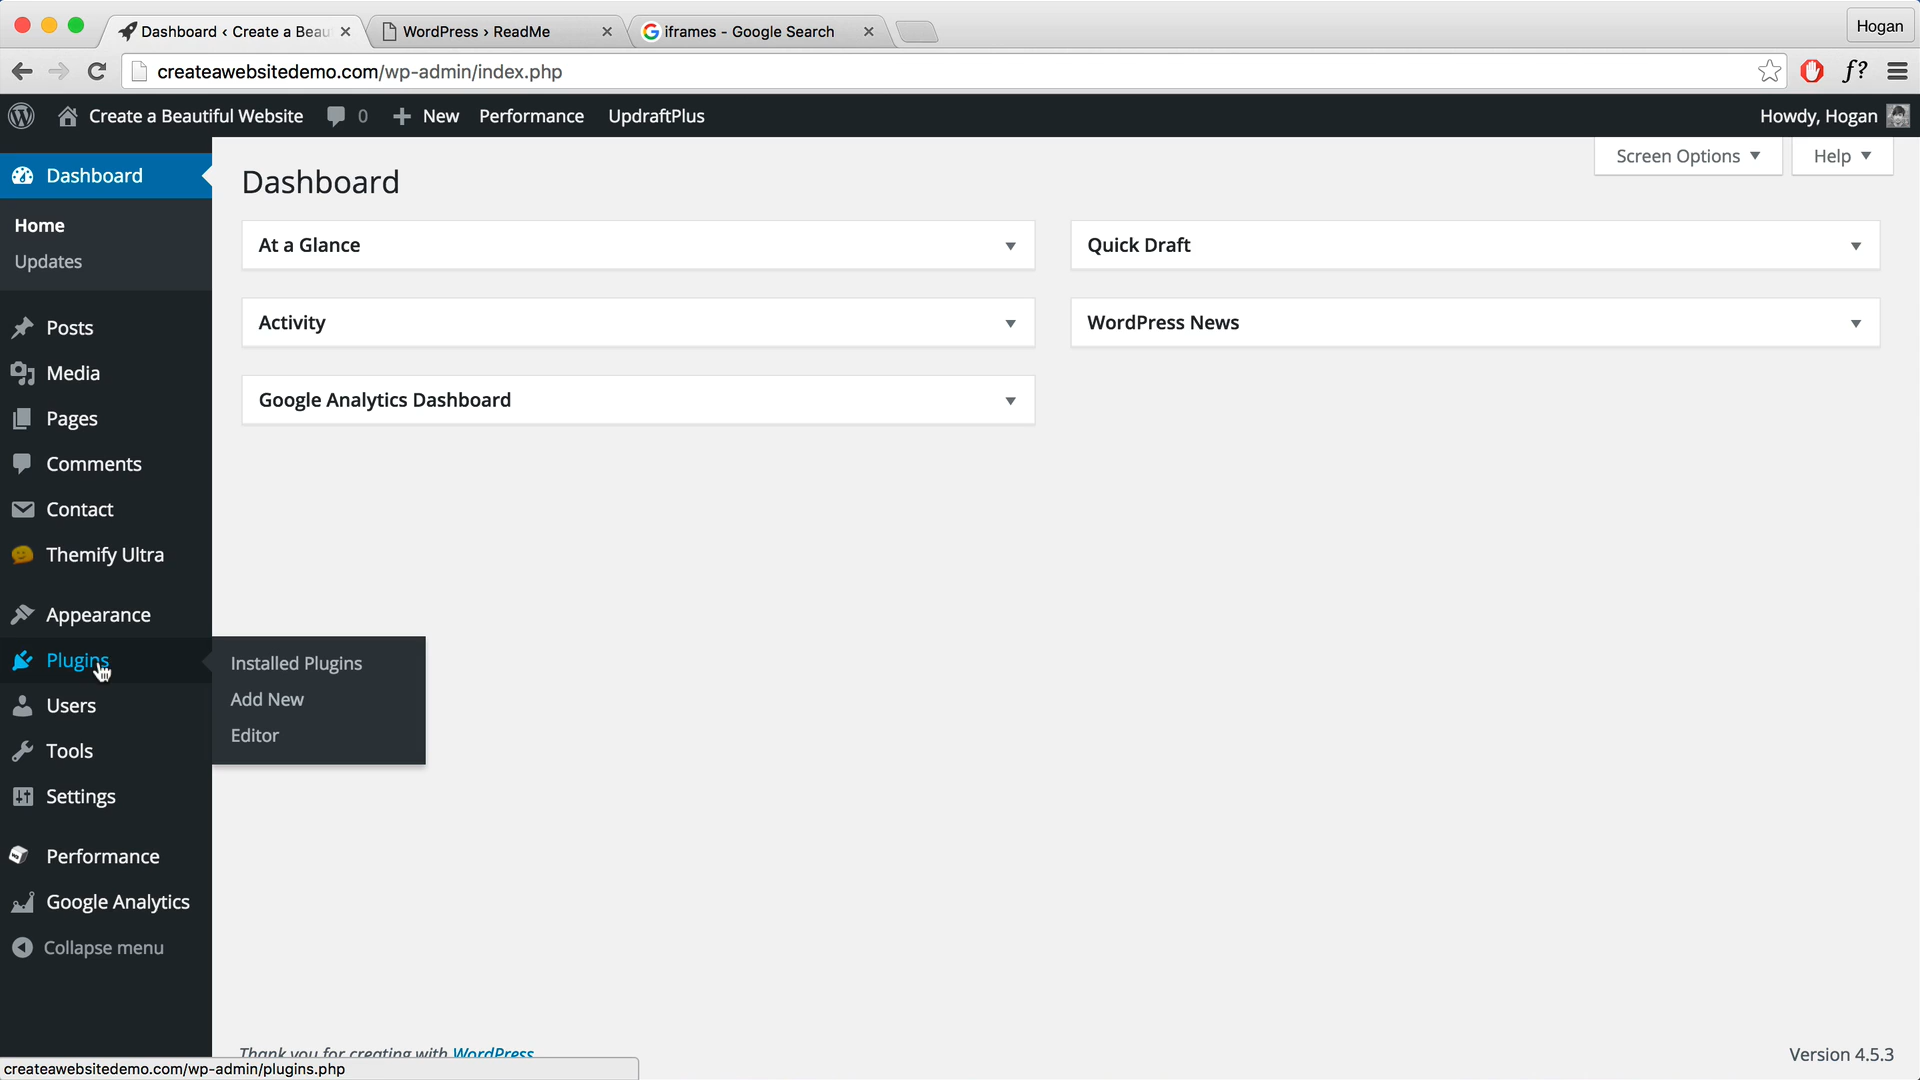 Dashboard ‹ Create a Beau
WordPress › ReadMe
iframes - Google Search
Hogan
createawebsitedemo.com/wp-admin/index.php
f?
Create a Beautiful Website
0
New
Performance
UpdraftPlus
Howdy, Hogan
Dashboard
Home
Updates
Posts
Media
Pages
Comments
Contact
Themify Ultra
Appearance
Plugins
Users
Tools
Settings
Performance
Google Analytics
Collapse menu
Installed Plugins
Add New
Editor
Screen Options
Help
Dashboard
At a Glance
Activity
Google Analytics Dashboard
Quick Draft
WordPress News
Thank you for creating with WordPress
Version 4.5.3
createawebsitedemo.com/wp-admin/plugins.php